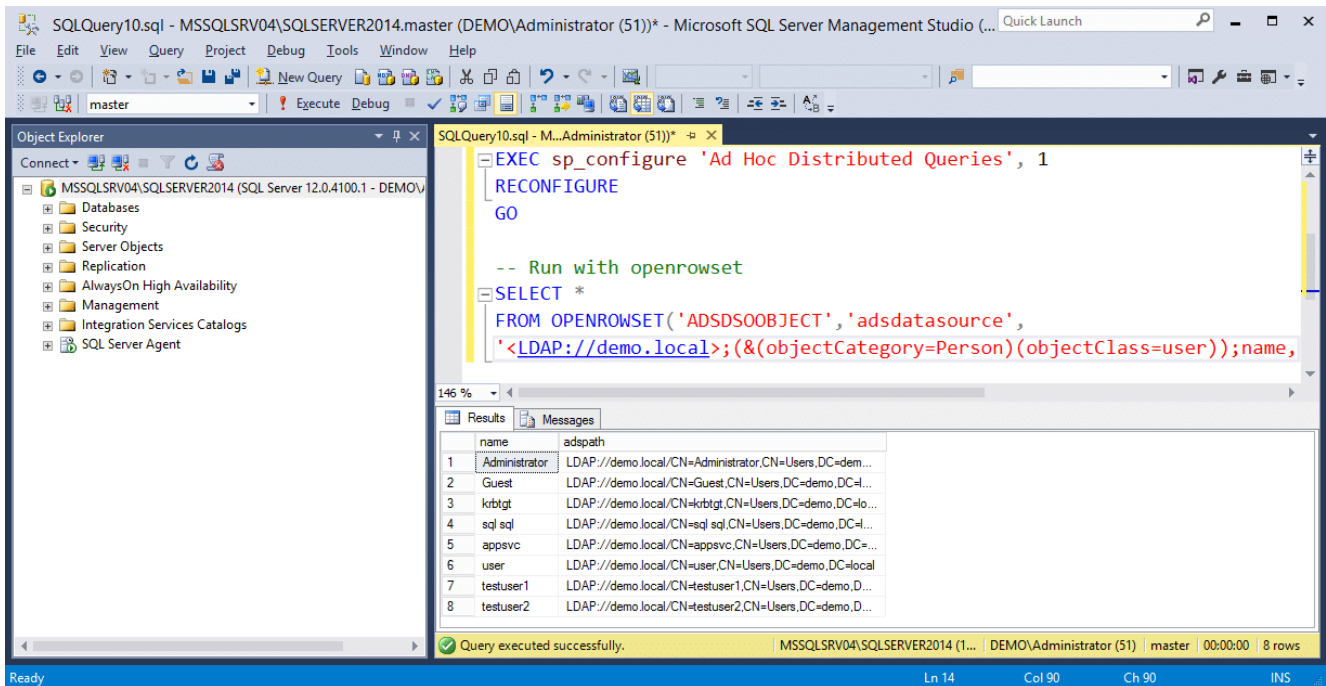 SQLQuery10.sql - MSSQLSRV04\SQLSERVER2014.master (DEMO\Administrator (51))* - Microsoft SQL Server Management Studio (...
Quick Launch
File Edit View Query Project Debug Tools Window Help
New Query
master
Execute Debug
Object Explorer
SQLQuery10.sql - M...Administrator (51))*
Connect
MSSQLSRV04\SQLSERVER2014 (SQL Server 12.0.4100.1 - DEMO\
Databases
Security
Server Objects
Replication
AlwaysOn High Availability
Management
Integration Services Catalogs
SQL Server Agent
EXEC sp_configure 'Ad Hoc Distributed Queries', 1
RECONFIGURE
GO
-- Run with openrowset
SELECT *
FROM OPENROWSET('ADSDSOOBJECT','adsdatasource',
'<LDAP://demo.local>;(&(objectCategory=Person)(objectClass=user));name,
146 %
Results Messages
name adspath
1 Administrator LDAP://demo.local/CN=Administrator,CN=Users,DC=dem...
2 Guest LDAP://demo.local/CN=Guest,CN=Users,DC=demo,DC=l...
3 krbtgt LDAP://demo.local/CN=krbtgt,CN=Users,DC=demo,DC=lo...
4 sql sql LDAP://demo.local/CN=sql sql,CN=Users,DC=demo,DC=l...
5 appsvc LDAP://demo.local/CN=appsvc,CN=Users,DC=demo,DC=...
6 user LDAP://demo.local/CN=user,CN=Users,DC=demo,DC=local
7 testuser1 LDAP://demo.local/CN=testuser1,CN=Users,DC=demo,D...
8 testuser2 LDAP://demo.local/CN=testuser2,CN=Users,DC=demo,D...
Query executed successfully. MSSQLSRV04\SQLSERVER2014 (1... DEMO\Administrator (51) master 00:00:00 8 rows
Ready Ln 14 Col 90 Ch 90 INS